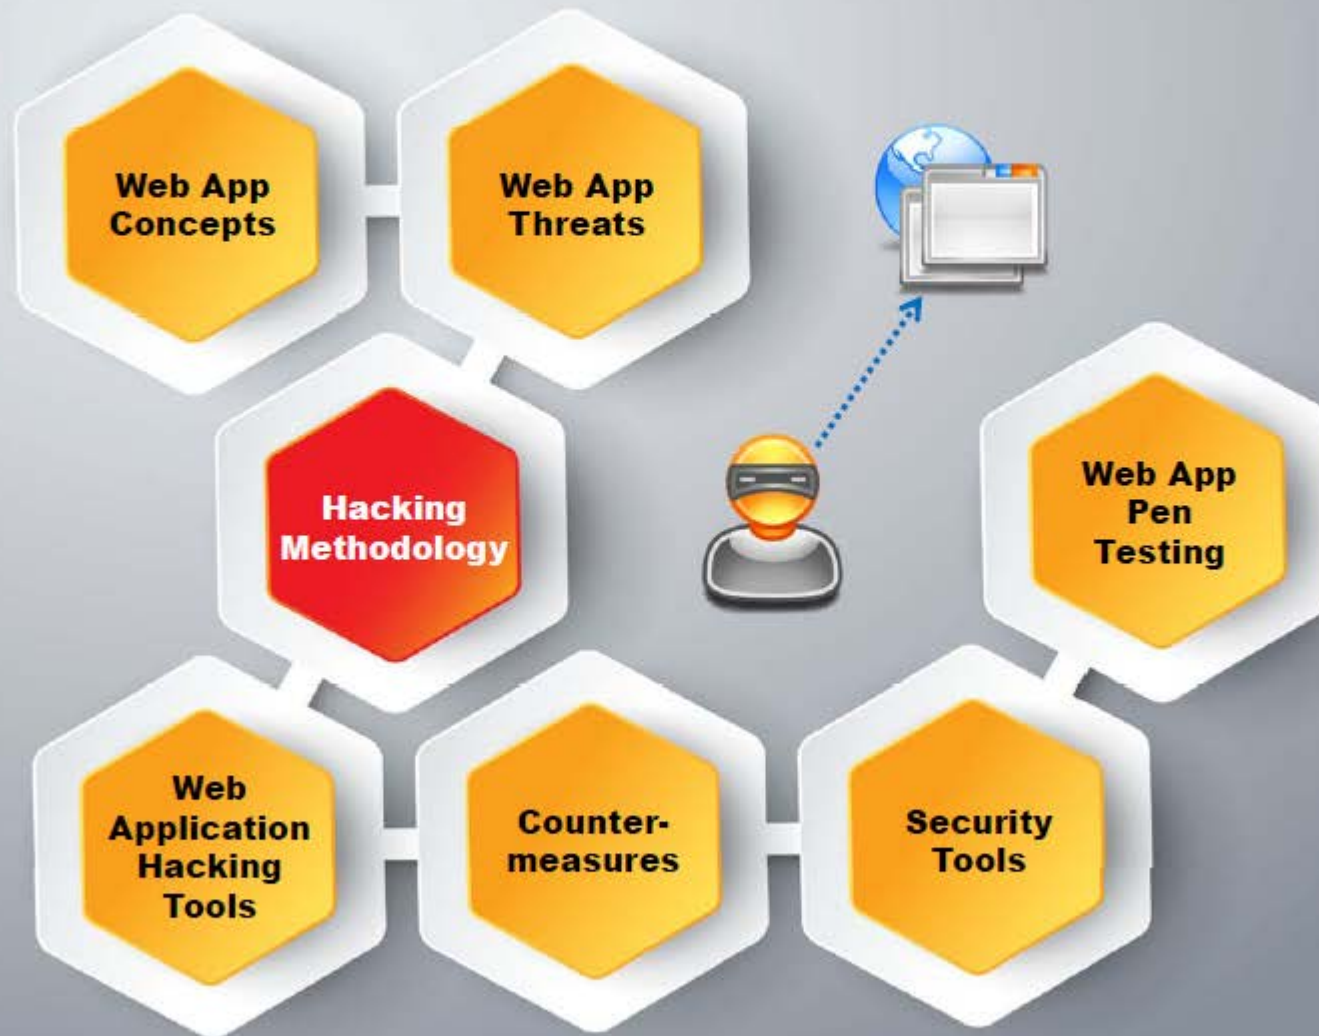 Web App
Concepts
Web App
Threats
Hacking
Methodology
Web App
Pen
Testing
Web
Application
Hacking
Tools
Counter-
measures
Security
Tools